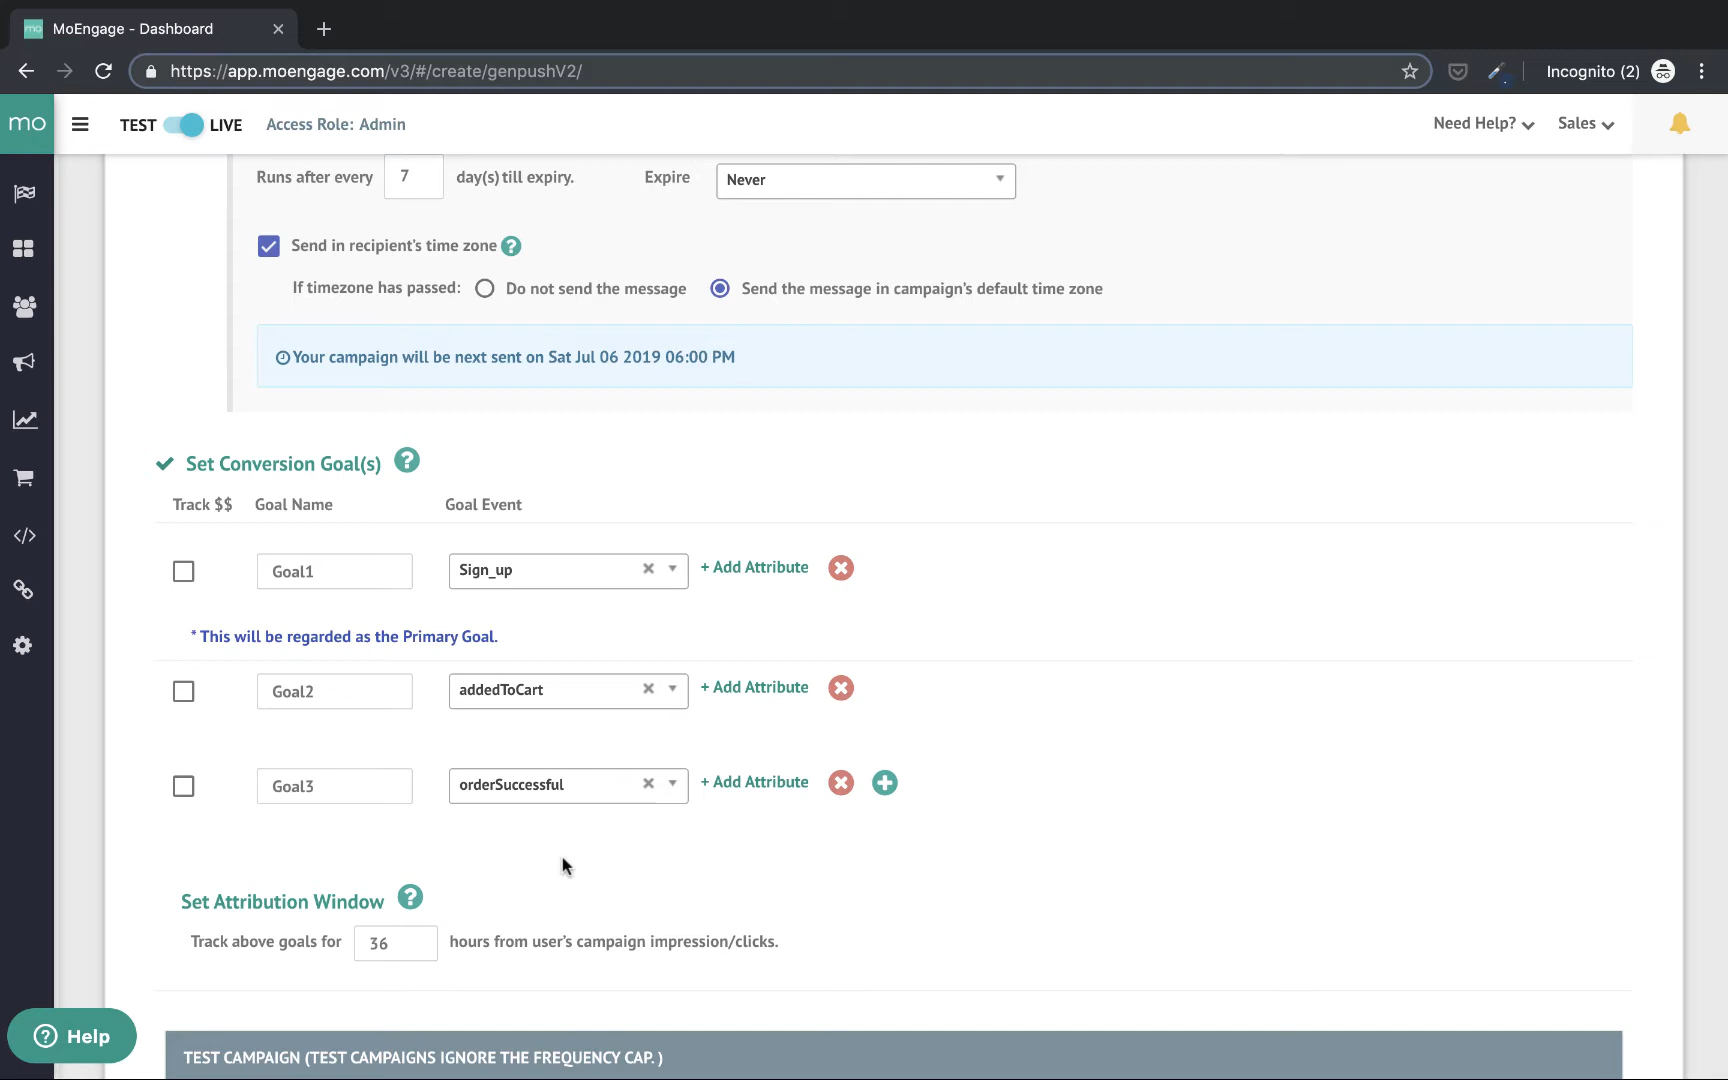 mo MoEngage - Dashboard
https://app.moengage.com/v3/#/create/genpushV2/ Incognito (2)
mo TEST LIVE Access Role: Admin Need Help? Sales
Runs after every 7 day(s) till expiry. Expire Never
Send in recipient's time zone ?
If timezone has passed: Do not send the message Send the message in campaign's default time zone
Your campaign will be next sent on Sat Jul 06 2019 06:00 PM
Set Conversion Goal(s) ?
Track $$ Goal Name Goal Event
Goal1 Sign_up + Add Attribute
* This will be regarded as the Primary Goal.
Goal2 addedToCart + Add Attribute
Goal3 orderSuccessful + Add Attribute
Set Attribution Window ?
Track above goals for 36 hours from user's campaign impression/clicks.
? Help
TEST CAMPAIGN (TEST CAMPAIGNS IGNORE THE FREQUENCY CAP. )